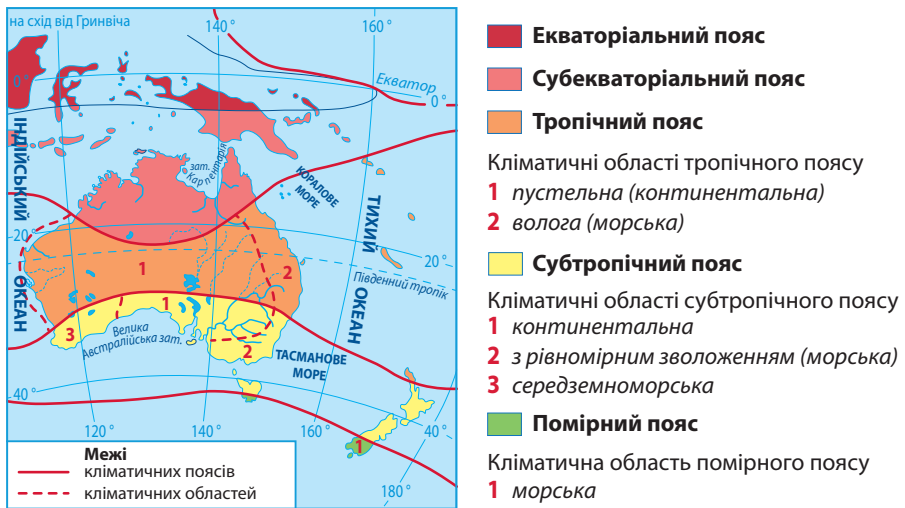 на схід від Гринвіча
140°
160°
Екватор
0°
0°
ІНДІЙСЬКИЙ ОКЕАН
зат. Карпентарія
КОРАЛОВЕ МОРЕ
ТИХИЙ ОКЕАН
20°
20°
Південний тропік
1
2
1
3
2
Велика
Австралійська зат.
ТАСМАНОВЕ
МОРЕ
40°
40°
120°
140°
160°
180°
1
Межі
кліматичних поясів
кліматичних областей
Екваторіальний пояс
Субекваторіальний пояс
Тропічний пояс
Кліматичні області тропічного поясу
1 пустельна (континентальна)
2 волога (морська)
Субтропічний пояс
Кліматичні області субтропічного поясу
1 континентальна
2 з рівномірним зволоженням (морська)
3 середземноморська
Помірний пояс
Кліматична область помірного поясу
1 морська